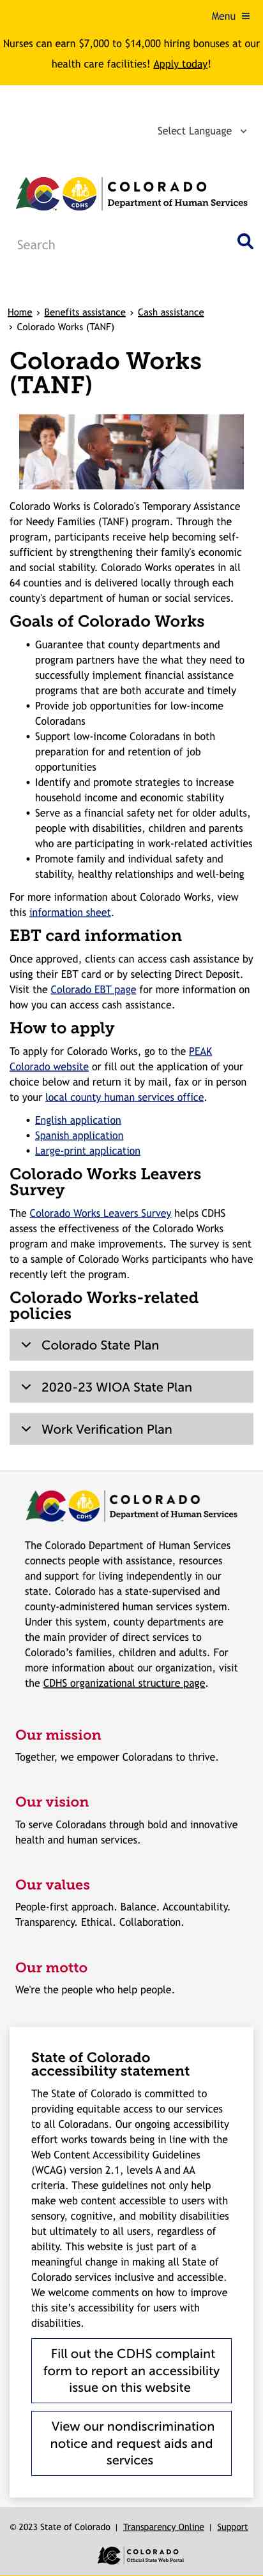 Menu
Nurses can earn $7,000 to $14,000 hiring bonuses at our
health care facilities! Apply today!
Select Language
CDHS
COLORADO
Department of Human Services
Search
Home › Benefits assistance › Cash assistance
› Colorado Works (TANF)
Colorado Works
(TANF)
Colorado Works is Colorado's Temporary Assistance
for Needy Families (TANF) program. Through the
program, participants receive help becoming self-
sufficient by strengthening their family's economic
and social stability. Colorado Works operates in all
64 counties and is delivered locally through each
county's department of human or social services.
Goals of Colorado Works
• Guarantee that county departments and
program partners have the what they need to
successfully implement financial assistance
programs that are both accurate and timely
• Provide job opportunities for low-income
Coloradans
• Support low-income Coloradans in both
preparation for and retention of job
opportunities
• Identify and promote strategies to increase
household income and economic stability
• Serve as a financial safety net for older adults,
people with disabilities, children and parents
who are participating in work-related activities
• Promote family and individual safety and
stability, healthy relationships and well-being
For more information about Colorado Works, view
this information sheet.
EBT card information
Once approved, clients can access cash assistance by
using their EBT card or by selecting Direct Deposit.
Visit the Colorado EBT page for more information on
how you can access cash assistance.
How to apply
To apply for Colorado Works, go to the PEAK
Colorado website or fill out the application of your
choice below and return it by mail, fax or in person
to your local county human services office.
• English application
• Spanish application
• Large-print application
Colorado Works Leavers
Survey
The Colorado Works Leavers Survey helps CDHS
assess the effectiveness of the Colorado Works
program and make improvements. The survey is sent
to a sample of Colorado Works participants who have
recently left the program.
Colorado Works-related
policies
Colorado State Plan
2020-23 WIOA State Plan
Work Verification Plan
CDHS
COLORADO
Department of Human Services
The Colorado Department of Human Services
connects people with assistance, resources
and support for living independently in our
state. Colorado has a state-supervised and
county-administered human services system.
Under this system, county departments are
the main provider of direct services to
Colorado's families, children and adults. For
more information about our organization, visit
the CDHS organizational structure page.
Our mission
Together, we empower Coloradans to thrive.
Our vision
To serve Coloradans through bold and innovative
health and human services.
Our values
People-first approach. Balance. Accountability.
Transparency. Ethical. Collaboration.
Our motto
We're the people who help people.
State of Colorado
accessibility statement
The State of Colorado is committed to
providing equitable access to our services
to all Coloradans. Our ongoing accessibility
effort works towards being in line with the
Web Content Accessibility Guidelines
(WCAG) version 2.1, levels A and AA
criteria. These guidelines not only help
make web content accessible to users with
sensory, cognitive, and mobility disabilities
but ultimately to all users, regardless of
ability. This website is just part of a
meaningful change in making all State of
Colorado services inclusive and accessible.
We welcome comments on how to improve
this site's accessibility for users with
disabilities.
Fill out the CDHS complaint
form to report an accessibility
issue on this website
View our nondiscrimination
notice and request aids and
services
© 2023 State of Colorado | Transparency Online | Support
COLORADO
Official State Web Portal